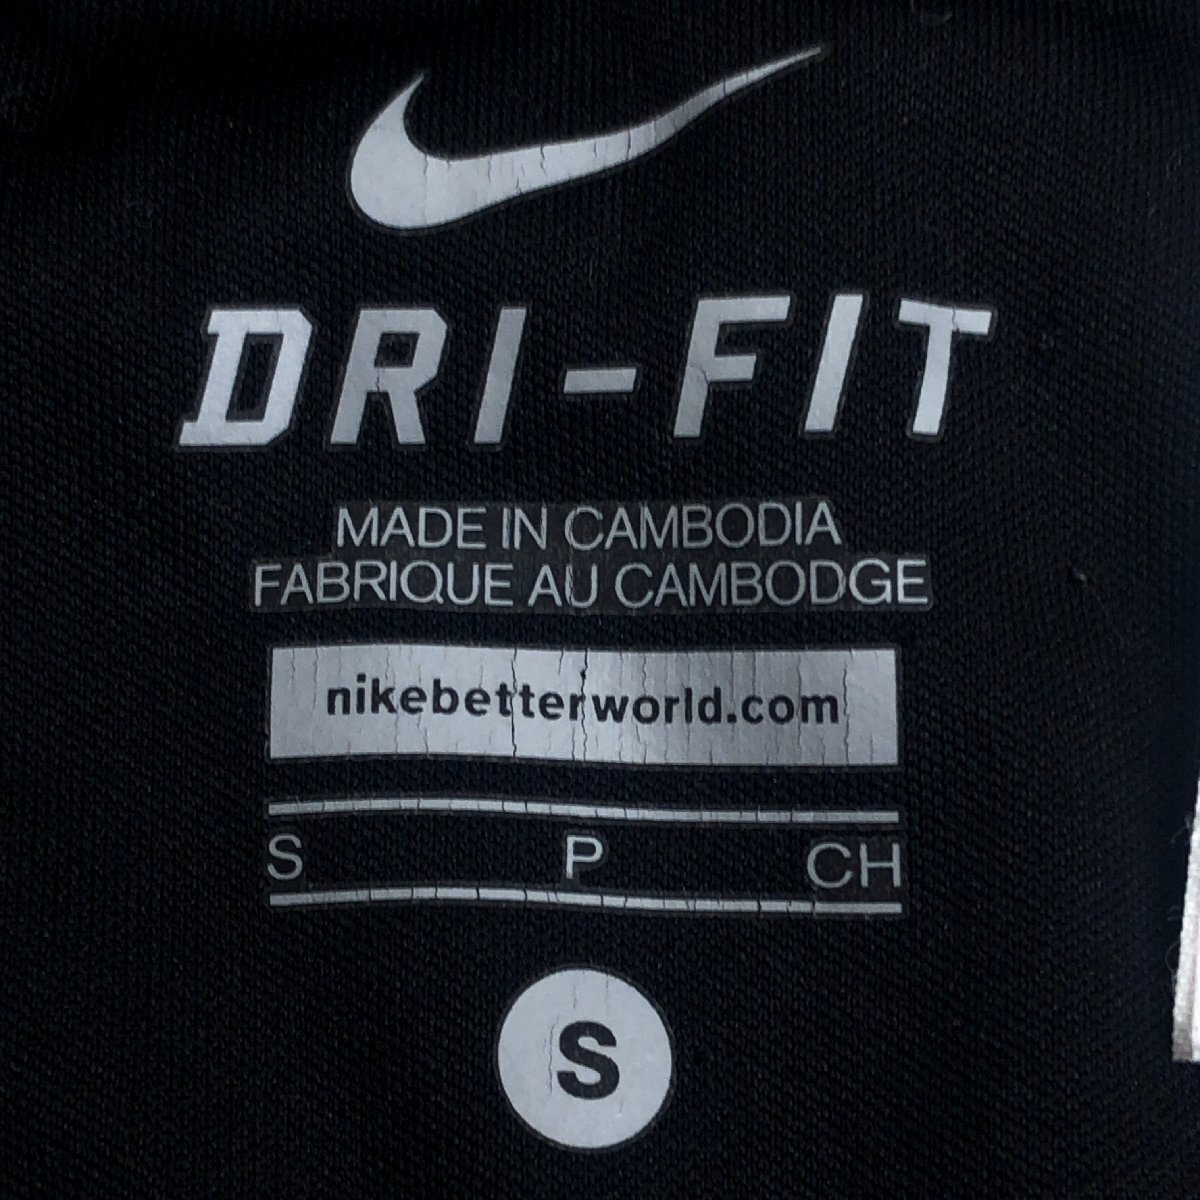 DRI-FIT
MADE IN CAMBODIA
FABRIQUE AU CAMBODGE
nikebetterworld.com
S P CH
S